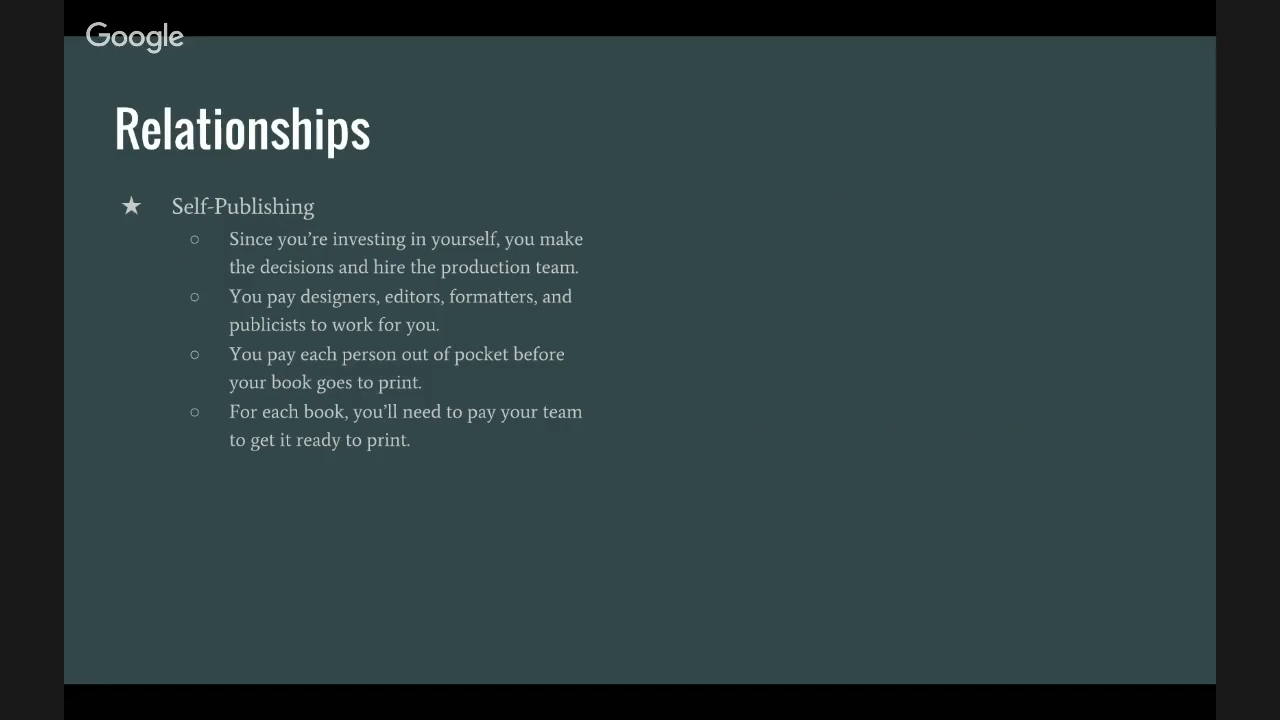 Google
Relationships
★ Self-Publishing
○ Since you’re investing in yourself, you make
the decisions and hire the production team.
○ You pay designers, editors, formatters, and
publicists to work for you.
○ You pay each person out of pocket before
your book goes to print.
○ For each book, you’ll need to pay your team
to get it ready to print.